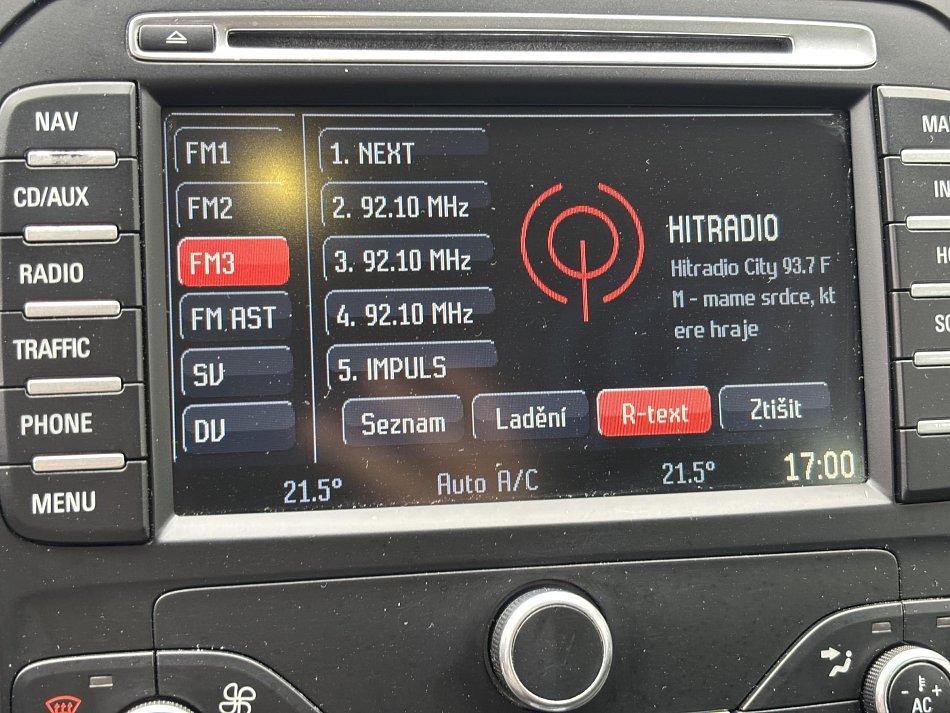 NAV
CD/AUX
RADIO
TRAFFIC
PHONE
MENU
FM1
FM2
FM3
FM AST
SV
DV
1. NEXT
2. 92.10 MHz
3. 92.10 MHz
4. 92.10 MHz
5. IMPULS
HITRADIO
Hitradio City 93.7 F
M - mame srdce, kt
ere hraje
Seznam
Ladění
R-text
Ztišit
21.5°
Auto A/C
21.5°
17:00
- +
AC